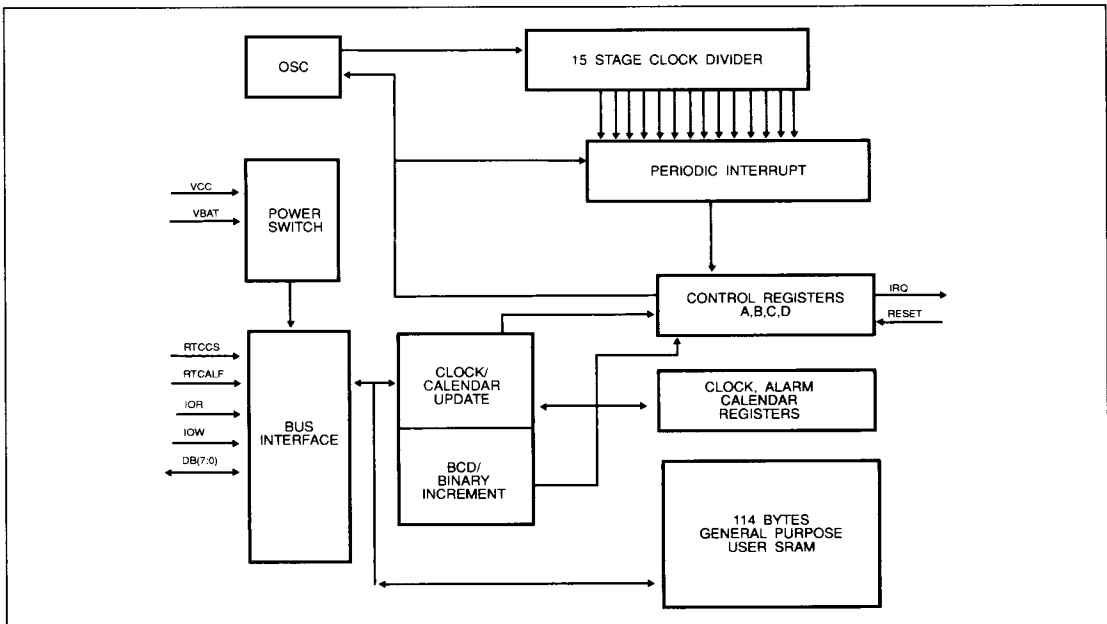 OSC
15 STAGE CLOCK DIVIDER
PERIODIC INTERRUPT
VCC
VBAT
POWER
SWITCH
CONTROL REGISTERS
A,B,C,D
IRQ
RESET
RTCCS
RTCALF
IOR
IOW
DB(7:0)
BUS
INTERFACE
CLOCK/
CALENDAR
UPDATE
BCD/
BINARY
INCREMENT
CLOCK, ALARM
CALENDAR
REGISTERS
114 BYTES
GENERAL PURPOSE
USER SRAM